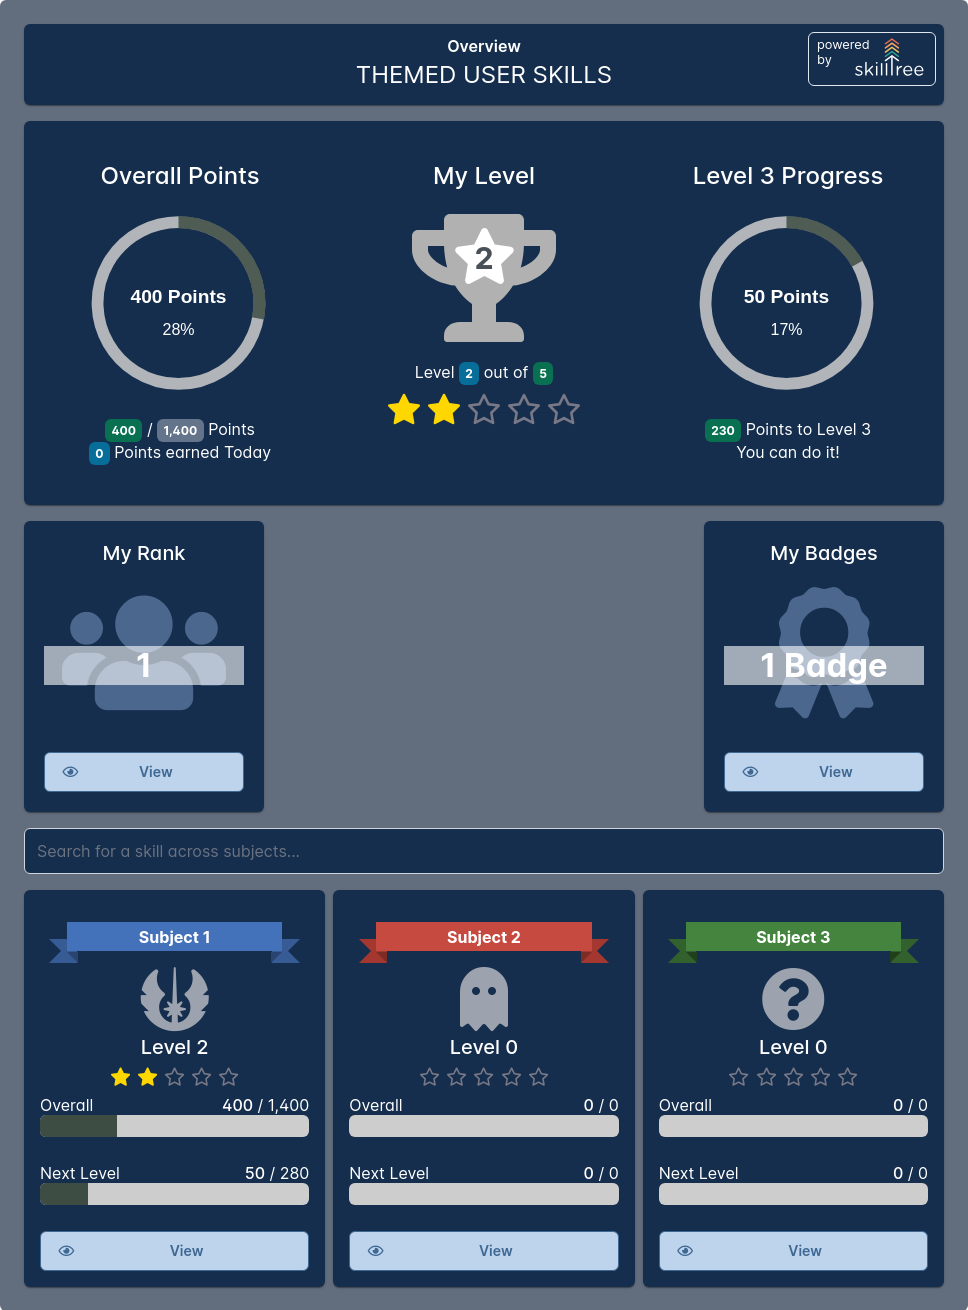 Overview
THEMED USER SKILLS
powered
by
skilltree
Overall Points
400 Points
28%
400 / 1,400 Points
0 Points earned Today
My Level
2
Level 2 out of 5
Level 3 Progress
50 Points
17%
230 Points to Level 3
You can do it!
My Rank
1
View
My Badges
1 Badge
View
Search for a skill across subjects...
Subject 1
Level 2
Overall 400 / 1,400
Next Level 50 / 280
View
Subject 2
Level 0
Overall 0 / 0
Next Level 0 / 0
View
Subject 3
?
Level 0
Overall 0 / 0
Next Level 0 / 0
View